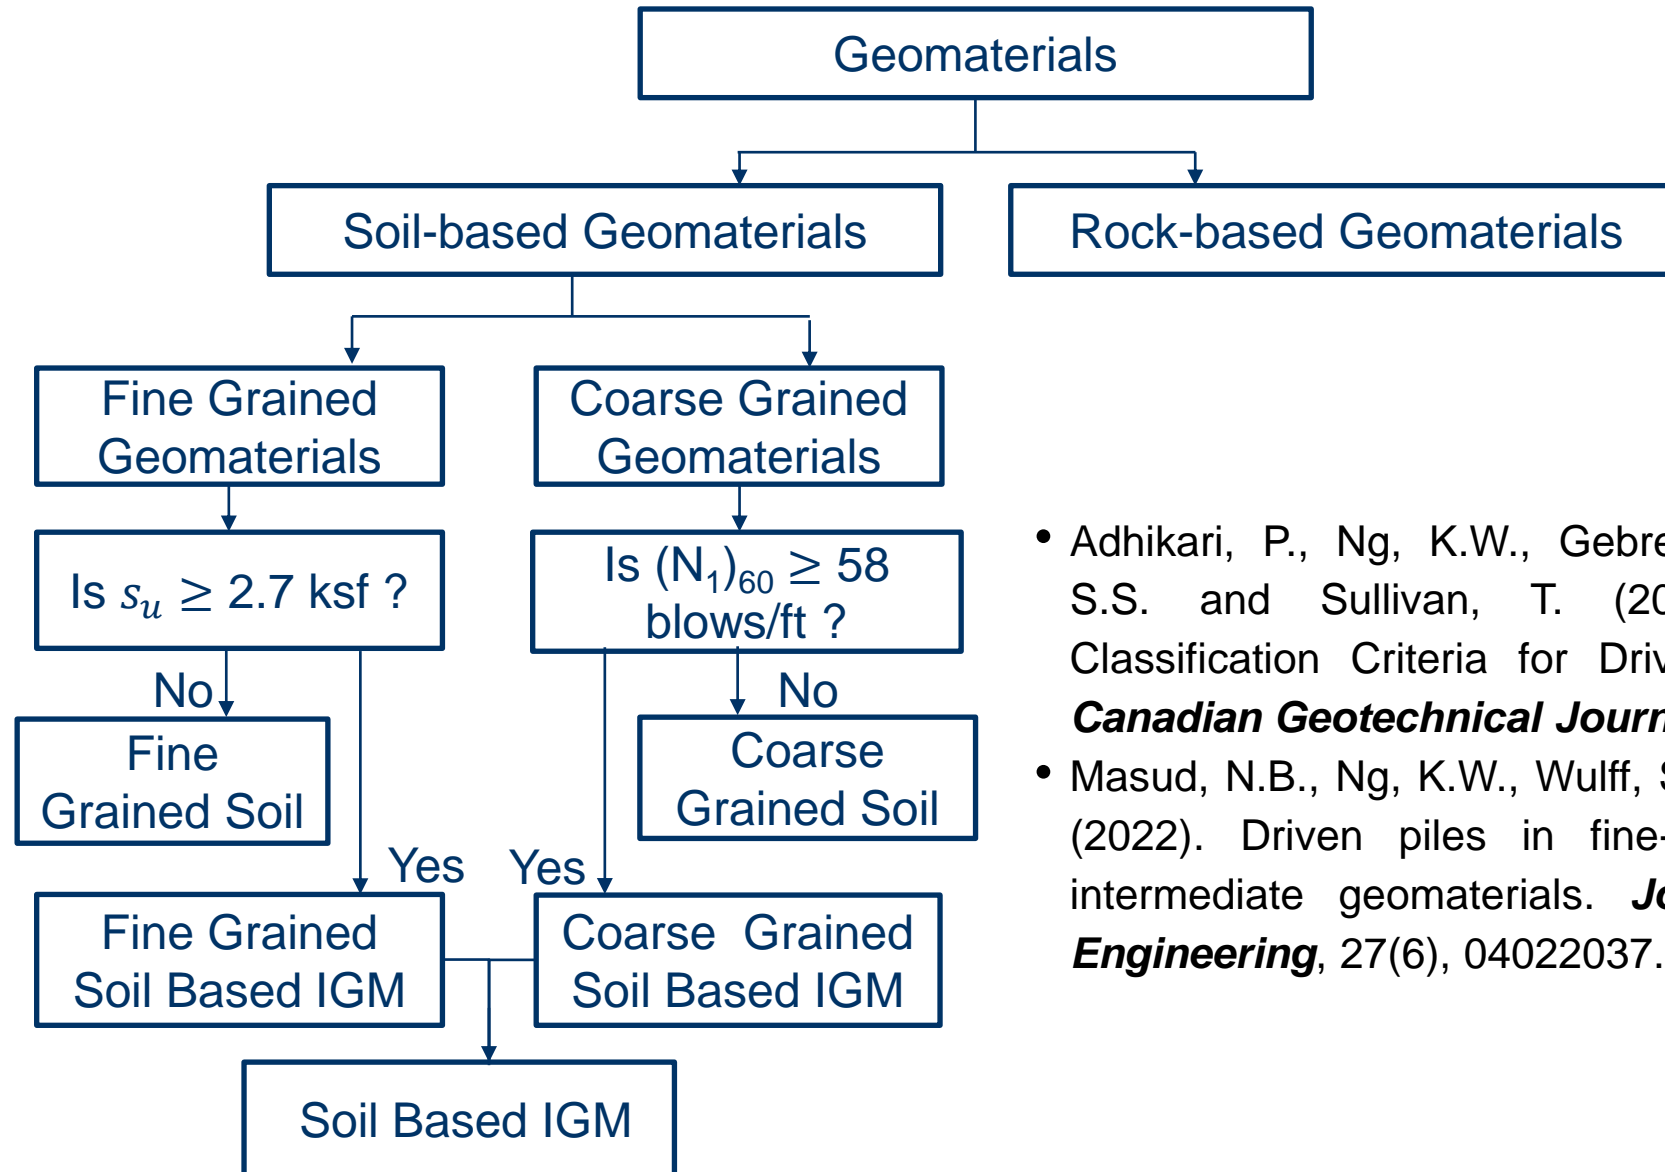 Geomaterials
Soil-based Geomaterials
Rock-based Geomaterials
Fine Grained
Geomaterials
Coarse Grained
Geomaterials
Is s_u ≥ 2.7 ksf ?
Is (N₁)₆₀ ≥ 58
blows/ft ?
No
No
Fine
Grained Soil
Coarse
Grained Soil
Yes
Yes
Fine Grained
Soil Based IGM
Coarse Grained
Soil Based IGM
Soil Based IGM
• Adhikari, P., Ng, K.W., Gebre
S.S. and Sullivan, T. (20
Classification Criteria for Driv
Canadian Geotechnical Journ
• Masud, N.B., Ng, K.W., Wulff,
(2022). Driven piles in fine-
intermediate geomaterials. Jo
Engineering, 27(6), 04022037.